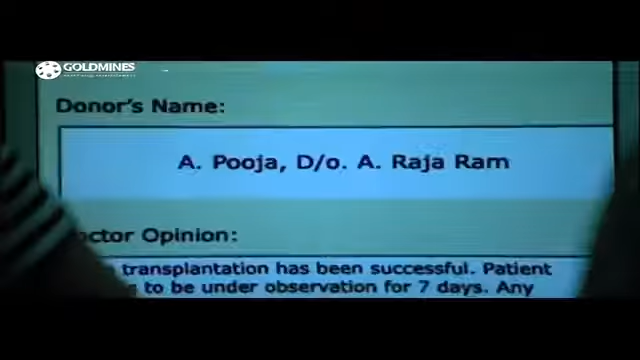 GOLDMINES
Donor's Name:
A. Pooja, D/o. A. Raja Ram
Opinion:
transplantation has been successful. Patient
to be under observation for 7 days. Any